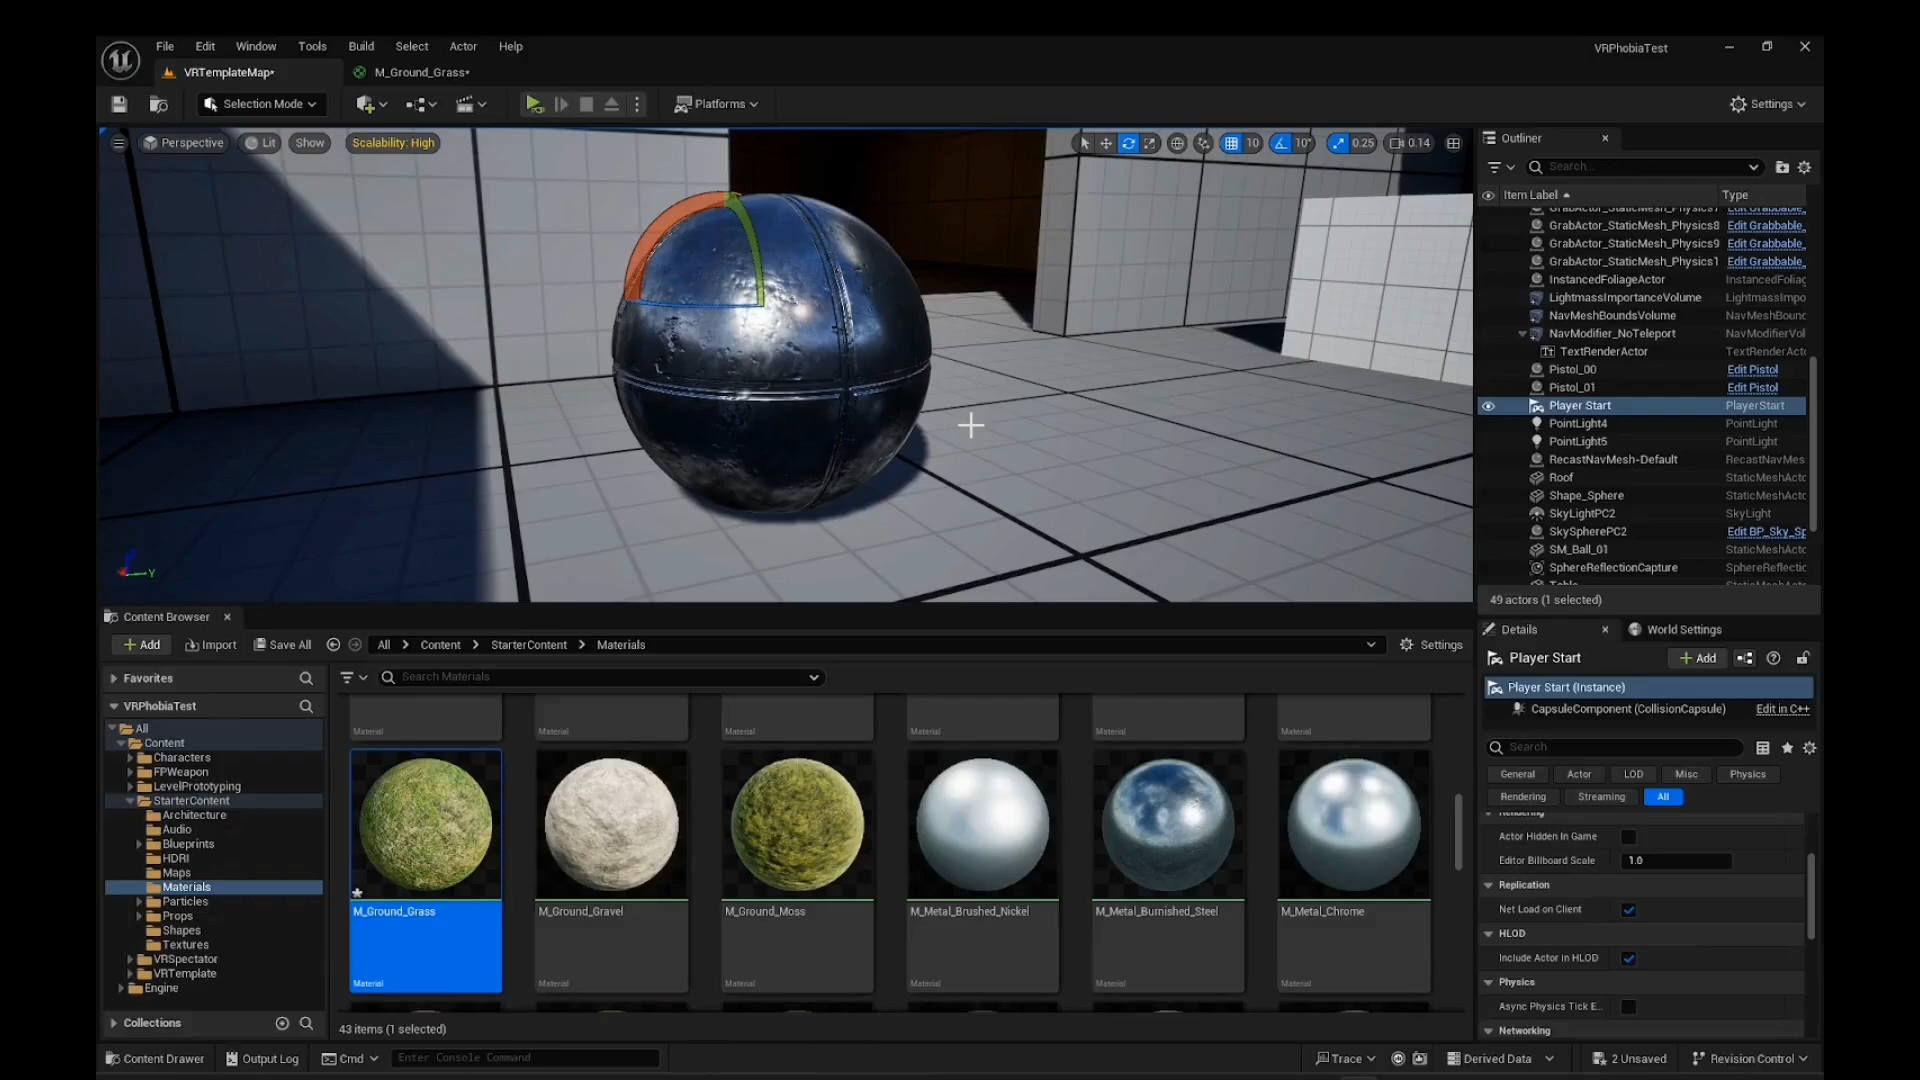 File Edit Window Tools Build Select Actor Help
VRPhobiaTest
VRTemplateMap*
M_Ground_Grass*
Selection Mode
Platforms
Settings
Perspective
Lit
Show
Scalability: High
10
10°
0.25
0.14
Outliner
Search...
Item Label
Type
GrabActor_StaticMesh_Physics8 Edit Grabbable_
GrabActor_StaticMesh_Physics9 Edit Grabbable_
GrabActor_StaticMesh_Physics1 Edit Grabbable_
InstancedFoliageActor InstancedFoliag
LightmassImportanceVolume LightmassImpo
NavMeshBoundsVolume NavMeshBound
NavModifier_NoTeleport NavModifierVol
TextRenderActor TextRenderActo
Pistol_00 Edit Pistol
Pistol_01 Edit Pistol
Player Start PlayerStart
PointLight4 PointLight
PointLight5 PointLight
RecastNavMesh-Default RecastNavMes
Roof StaticMeshActo
Shape_Sphere StaticMeshActo
SkyLightPC2 SkyLight
SkySpherePC2 Edit BP_Sky_Sp
SM_Ball_01 StaticMeshActo
SphereReflectionCapture SphereReflectic
49 actors (1 selected)
Y
Content Browser
Add
Import
Save All
All
Content
StarterContent
Materials
Settings
Favorites
Search Materials
VRPhobiaTest
All
Content
Characters
FPWeapon
LevelPrototyping
StarterContent
Architecture
Audio
Blueprints
HDRI
Maps
Materials
Particles
Props
Shapes
Textures
VRSpectator
VRTemplate
Engine
Collections
Material Material Material Material Material Material
M_Ground_Grass
M_Ground_Gravel
M_Ground_Moss
M_Metal_Brushed_Nickel
M_Metal_Burnished_Steel
M_Metal_Chrome
Material Material Material Material Material Material
43 items (1 selected)
Details
World Settings
Player Start
Add
Player Start (Instance)
CapsuleComponent (CollisionCapsule)
Edit in C++
Search
General
Actor
LOD
Misc
Physics
Rendering
Streaming
All
Rendering
Actor Hidden In Game
Editor Billboard Scale 1.0
Replication
Net Load on Client
HLOD
Include Actor in HLOD
Physics
Async Physics Tick E...
Networking
Content Drawer
Output Log
Cmd
Enter Console Command
Trace
Derived Data
2 Unsaved
Revision Control